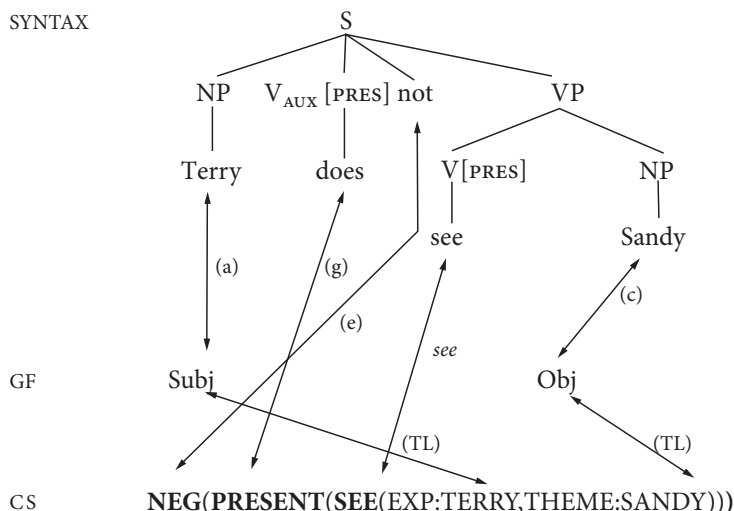 SYNTAX S
NP V_AUX [PRES] not VP
Terry does V[PRES] NP
see Sandy
(a) (g) (e) see (c)
GF Subj Obj
(TL) (TL)
CS NEG(PRESENT(SEE(EXP:TERRY,THEME:SANDY)))